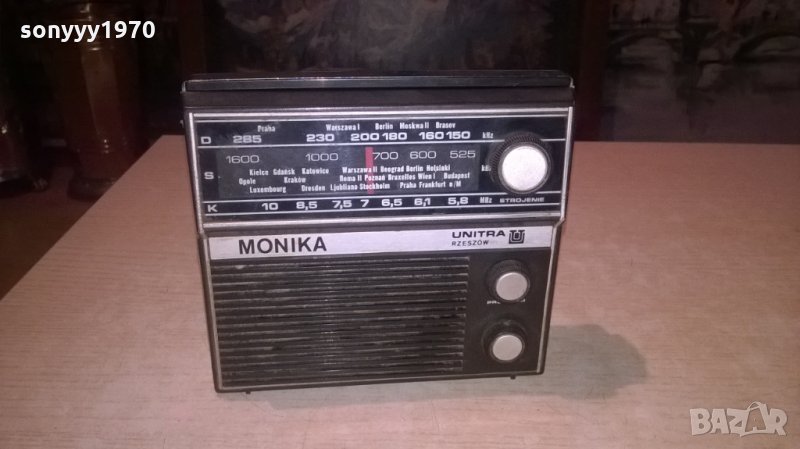 sonyyy1970
Praha Warszawa I Berlin Moskwa II Brasov
D 285 230 200 180 160 150 kHz
1600 1000 700 600 525 kHz
Kielce Gdańsk Katowice Warszawa II Beograd Berlin Helsinki
S Opole Kraków Roma II Poznań Bruxelles Wien I Budapest
Luxembourg Dresden Ljubliana Stockholm Praha Frankfurt o/M
K 10 8,5 7,5 7 6,5 6,1 5,8 MHz STROJENIE
MONIKA UNITRA
RZESZÓW
BAZAR